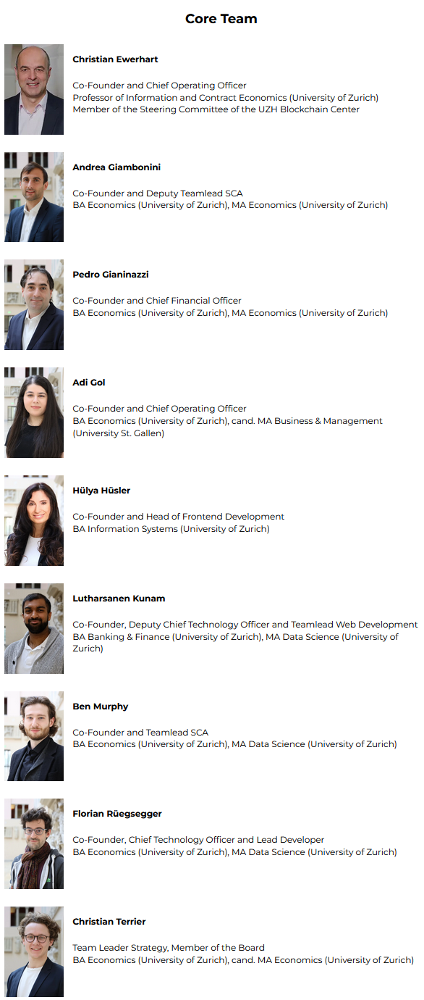 Core Team
Christian Ewerhart
Co-Founder and Chief Operating Officer
Professor of Information and Contract Economics (University of Zurich)
Member of the Steering Committee of the UZH Blockchain Center
Andrea Giambonini
Co-Founder and Deputy Teamlead SCA
BA Economics (University of Zurich), MA Economics (University of Zurich)
Pedro Gianinazzi
Co-Founder and Chief Financial Officer
BA Economics (University of Zurich), MA Economics (University of Zurich)
Adi Gol
Co-Founder and Chief Operating Officer
BA Economics (University of Zurich), cand. MA Business & Management
(University St. Gallen)
Hülya Hüsler
Co-Founder and Head of Frontend Development
BA Information Systems (University of Zurich)
Lutharsanen Kunam
Co-Founder, Deputy Chief Technology Officer and Teamlead Web Development
BA Banking & Finance (University of Zurich), MA Data Science (University of
Zurich)
Ben Murphy
Co-Founder and Teamlead SCA
BA Economics (University of Zurich), MA Data Science (University of Zurich)
Florian Rüegsegger
Co-Founder, Chief Technology Officer and Lead Developer
BA Economics (University of Zurich), MA Data Science (University of Zurich)
Christian Terrier
Team Leader Strategy, Member of the Board
BA Economics (University of Zurich), cand. MA Economics (University of Zurich)